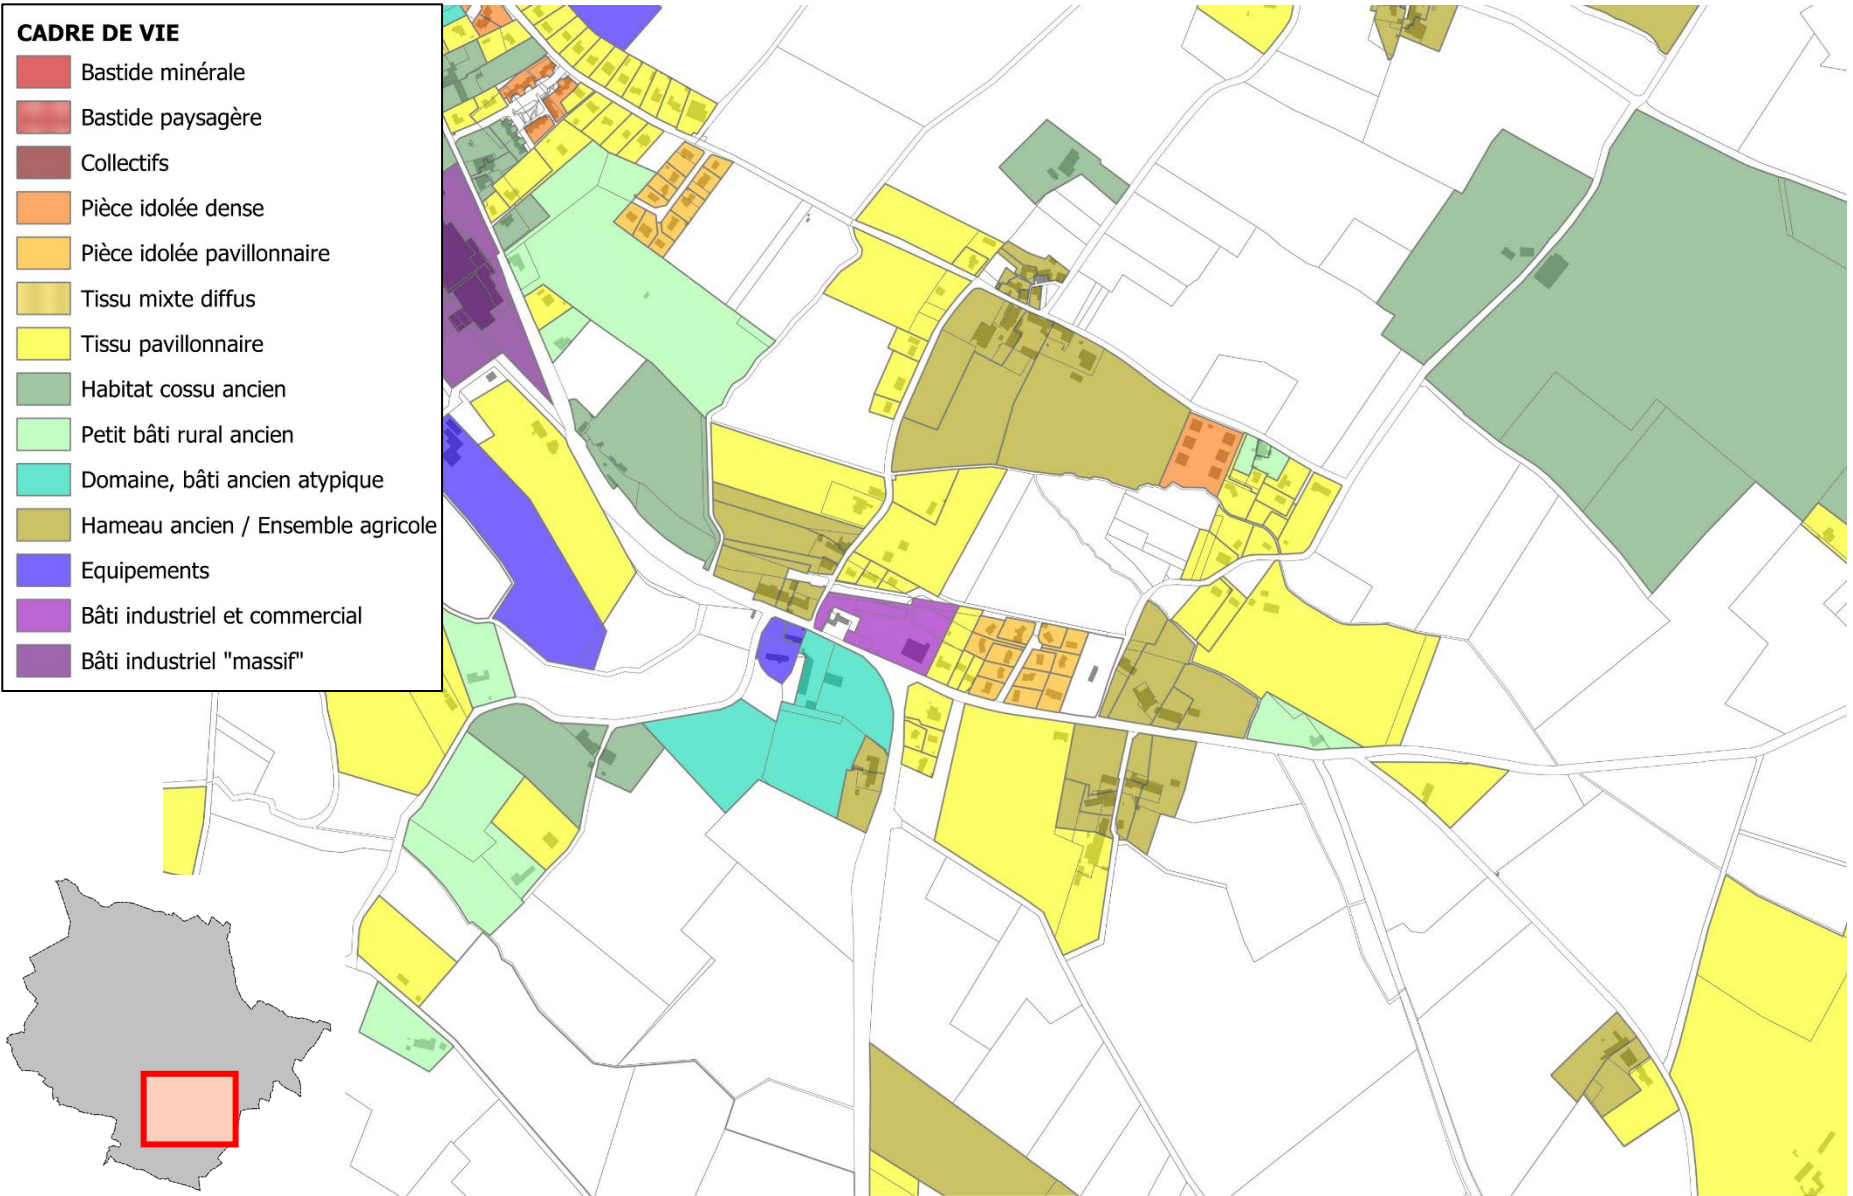 CADRE DE VIE
Bastide minérale
Bastide paysagère
Collectifs
Pièce idolée dense
Pièce idolée pavillonnaire
Tissu mixte diffus
Tissu pavillonnaire
Habitat cossu ancien
Petit bâti rural ancien
Domaine, bâti ancien atypique
Hameau ancien / Ensemble agricole
Equipements
Bâti industriel et commercial
Bâti industriel "massif"